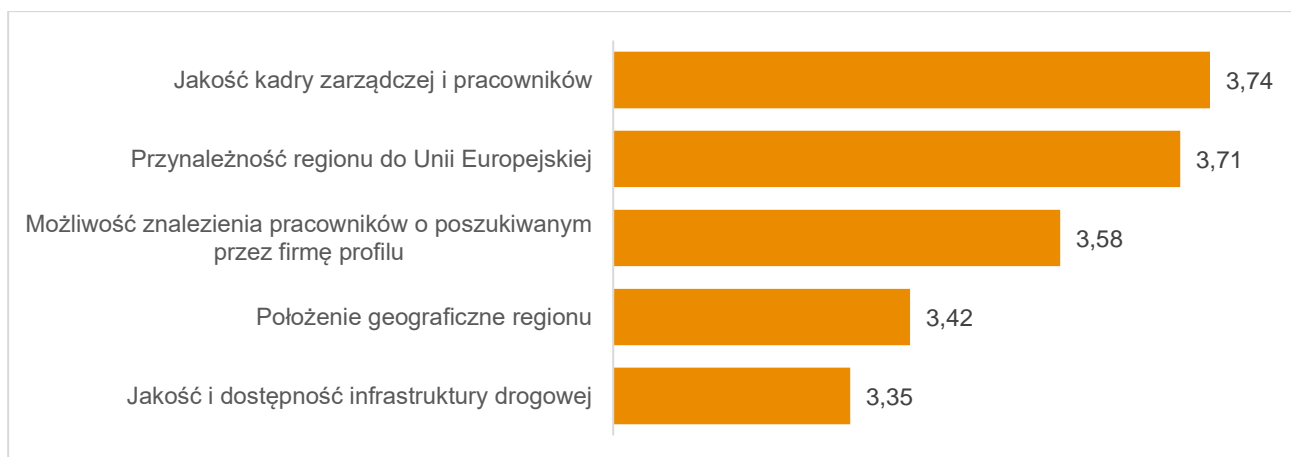 Jakość kadry zarządczej i pracowników
3,74
Przynależność regionu do Unii Europejskiej
3,71
Możliwość znalezienia pracowników o poszukiwanym
przez firmę profilu
3,58
Położenie geograficzne regionu
3,42
Jakość i dostępność infrastruktury drogowej
3,35